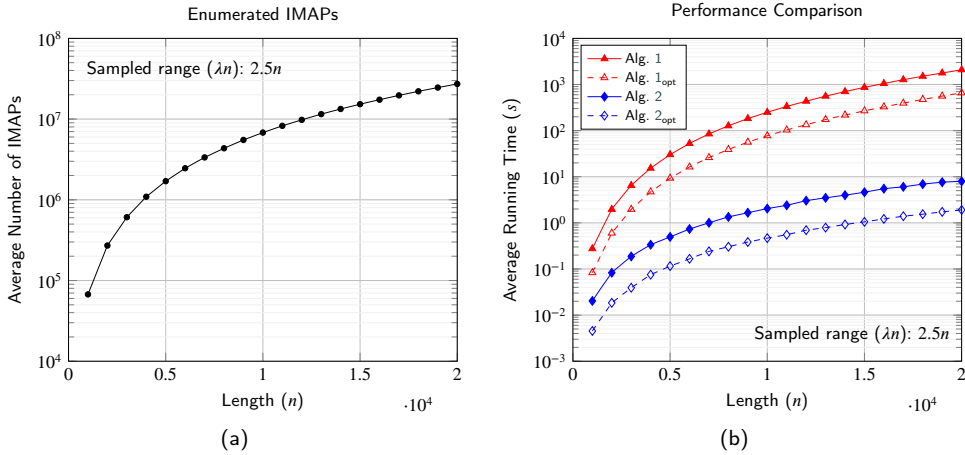 Enumerated IMAPs
Average Number of IMAPs
10^8
10^7
10^6
10^5
10^4
Sampled range (λn): 2.5n
0 0.5 1 1.5 2
Length (n)
·10^4
(a)
Performance Comparison
Average Running Time (s)
10^4
10^3
10^2
10^1
10^0
10^−1
10^−2
10^−3
Alg. 1
Alg. 1opt
Alg. 2
Alg. 2opt
Sampled range (λn): 2.5n
0 0.5 1 1.5 2
Length (n)
·10^4
(b)